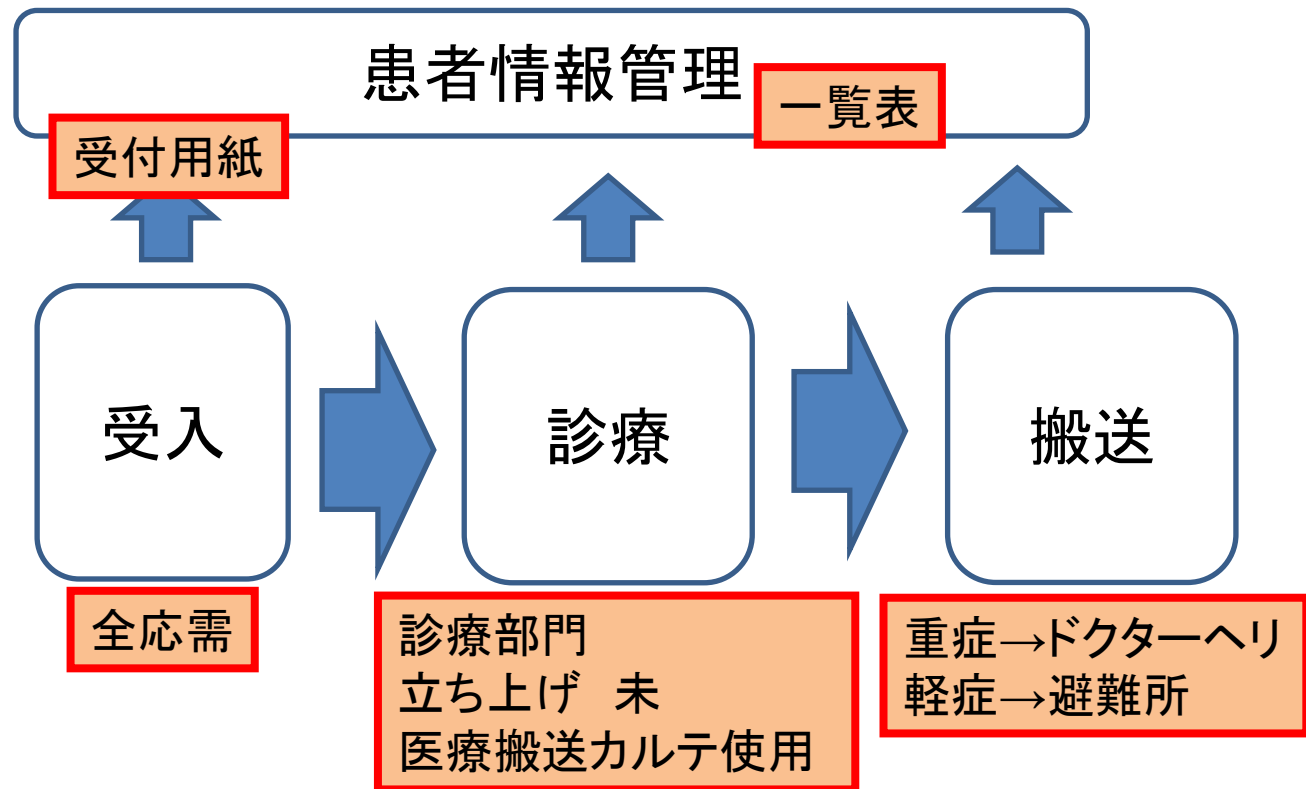 患者情報管理
一覧表
受付用紙
受入
診療
搬送
全応需
診療部門
立ち上げ　未
医療搬送カルテ使用
重症→ドクターヘリ
軽症→避難所